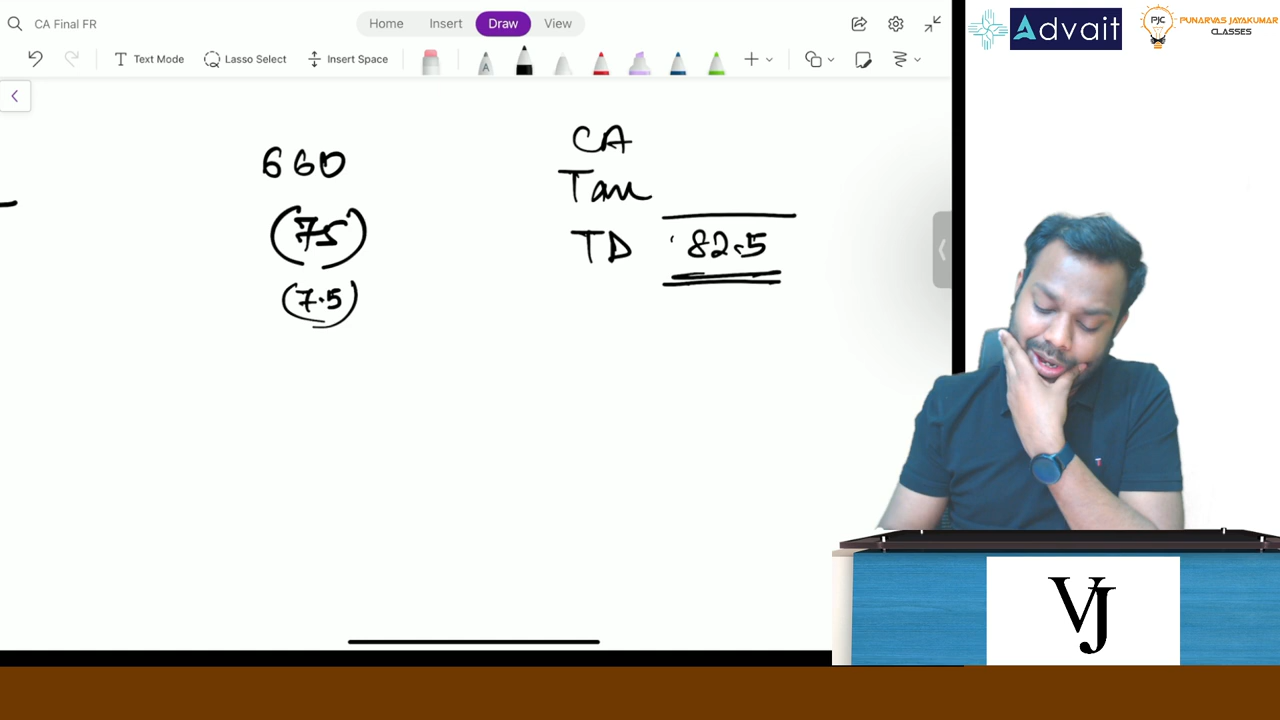 CA Final FR
Home Insert Draw View
Text Mode Lasso Select Insert Space
A
Advait
PJC
PUNARVAS JAYAKUMAR
CLASSES
660
(75)
(7.5)
CA
Tax
TD 82.5
VJ